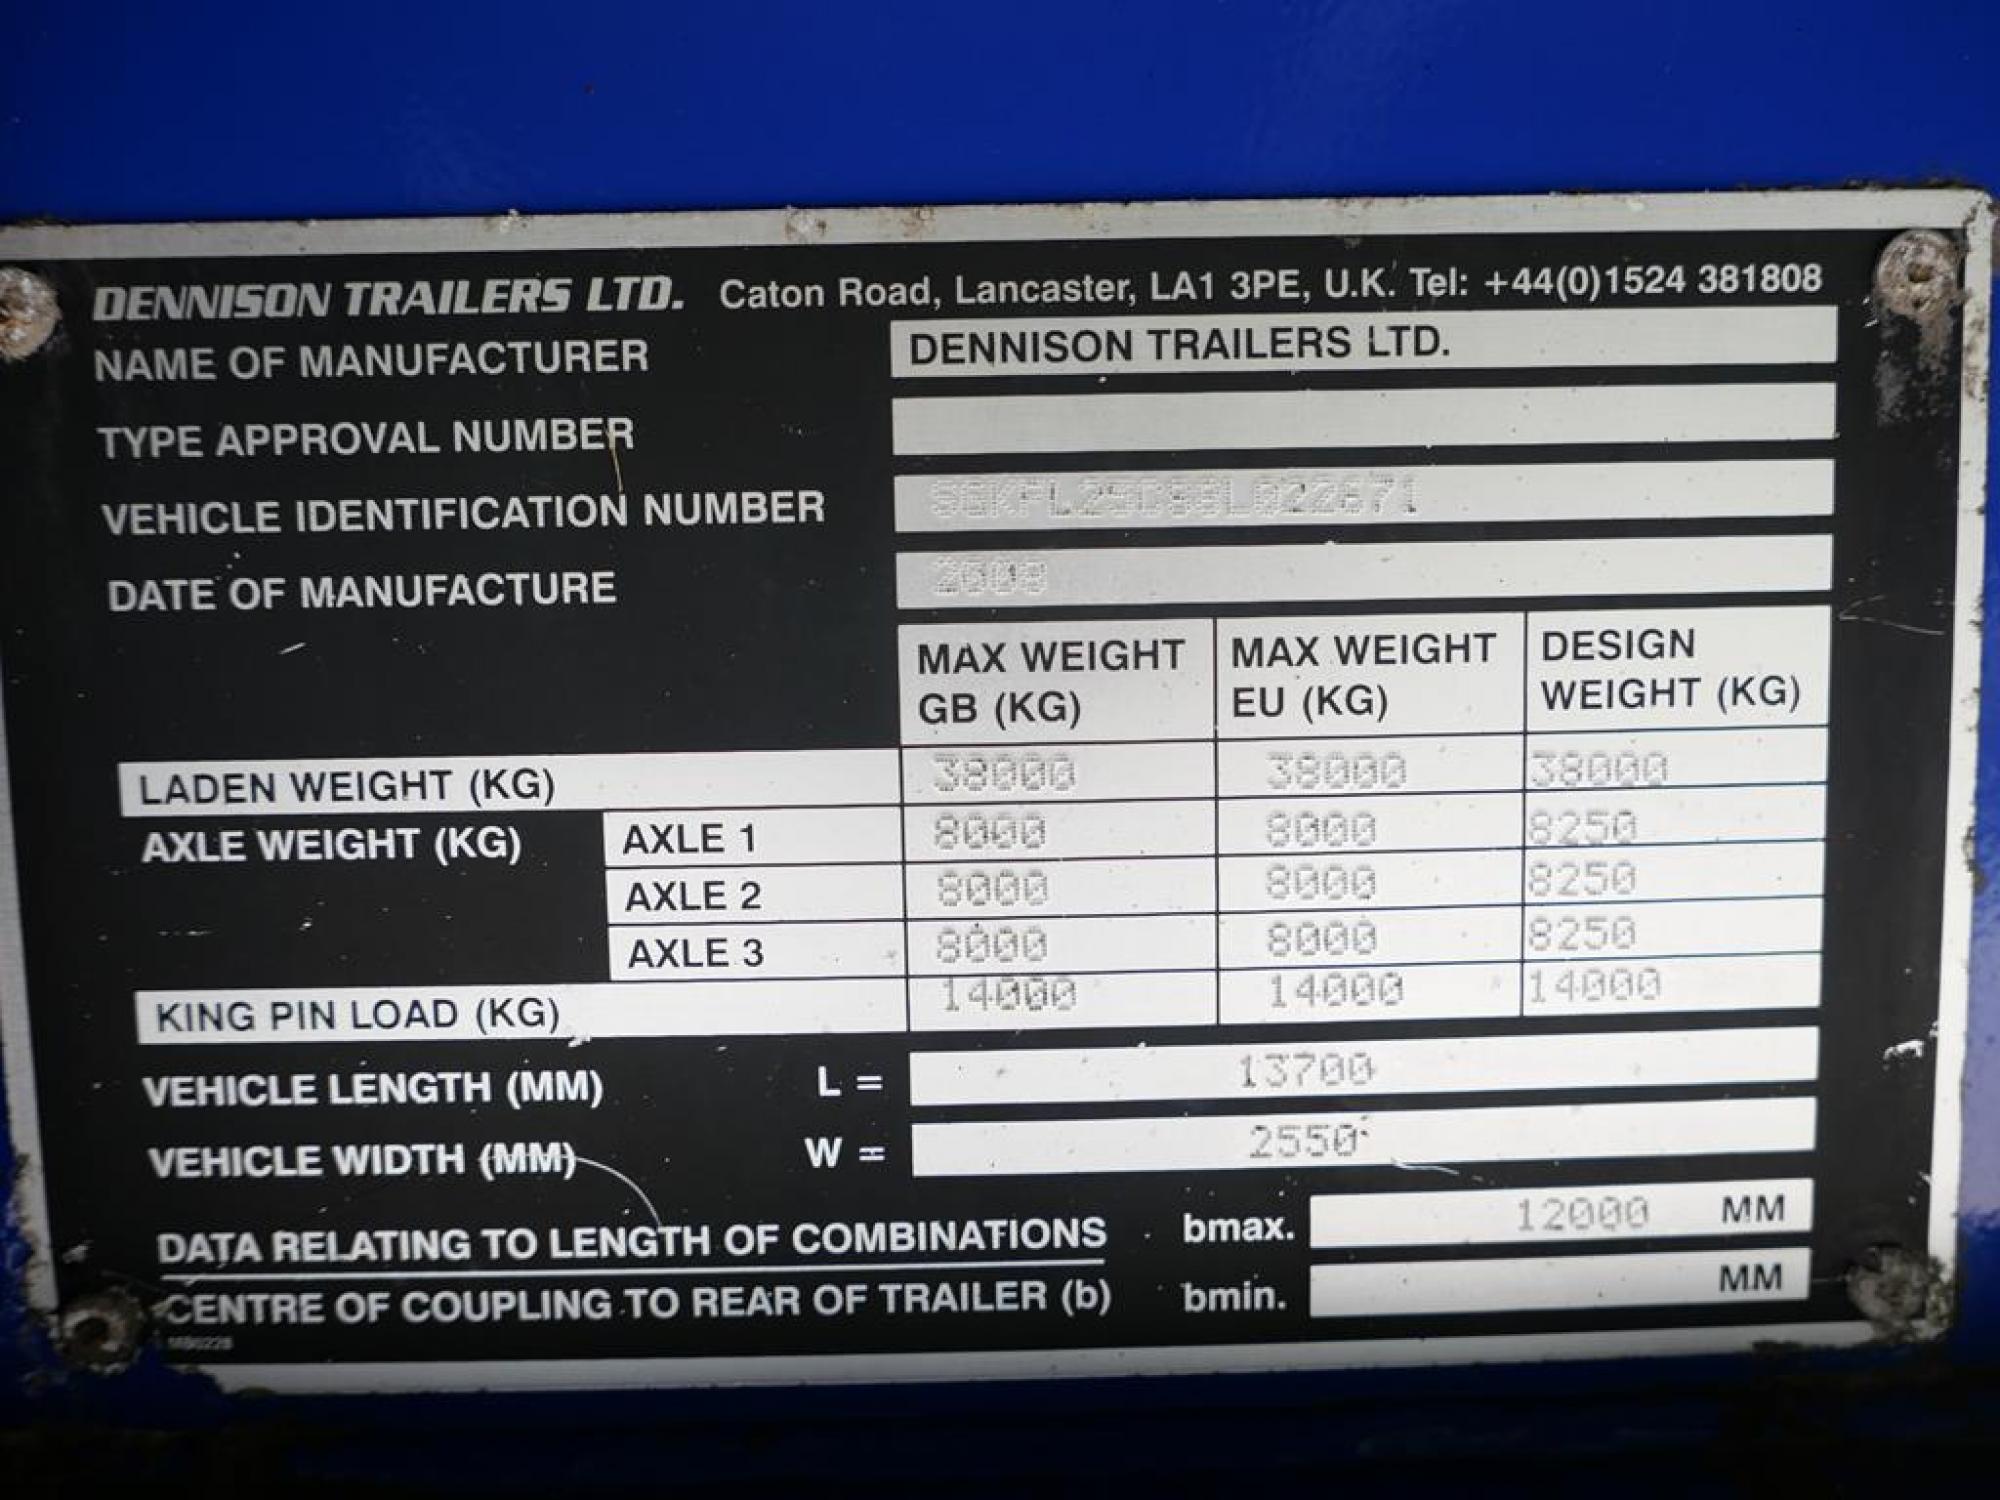 DENNISON TRAILERS LTD. Caton Road, Lancaster, LA1 3PE, U.K. Tel: +44(0)1524 381808
NAME OF MANUFACTURER DENNISON TRAILERS LTD.
TYPE APPROVAL NUMBER
VEHICLE IDENTIFICATION NUMBER
DATE OF MANUFACTURE 2008
MAX WEIGHT GB (KG) MAX WEIGHT EU (KG) DESIGN WEIGHT (KG)
LADEN WEIGHT (KG) 38000 38000 38000
AXLE WEIGHT (KG) AXLE 1 8000 8000 8250
AXLE 2 8000 8000 8250
AXLE 3 8000 8000 8250
KING PIN LOAD (KG) 14000 14000 14000
VEHICLE LENGTH (MM) L = 13700
VEHICLE WIDTH (MM) W = 2550
DATA RELATING TO LENGTH OF COMBINATIONS bmax. 12000 MM
CENTRE OF COUPLING TO REAR OF TRAILER (b) bmin. MM